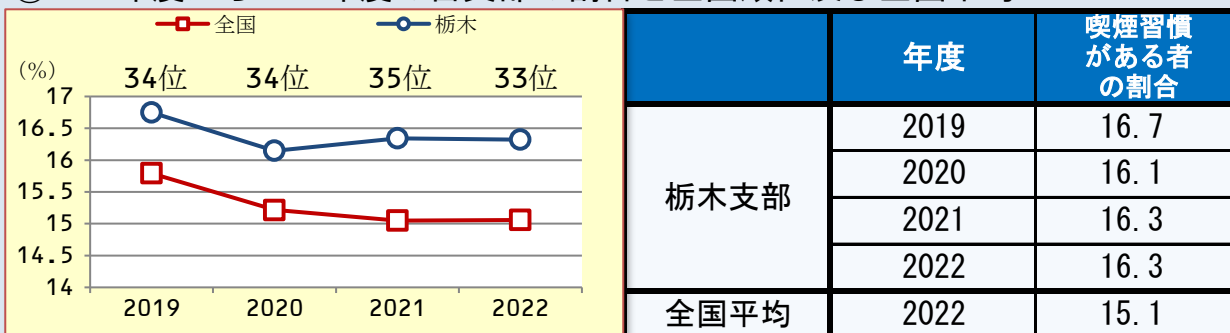 全国 栃木
(%) 34位 34位 35位 33位
17
16.5
16
15.5
15
14.5
14
2019 2020 2021 2022
年度 喫煙習慣
がある者
の割合
栃木支部 2019 16.7
2020 16.1
2021 16.3
2022 16.3
全国平均 2022 15.1